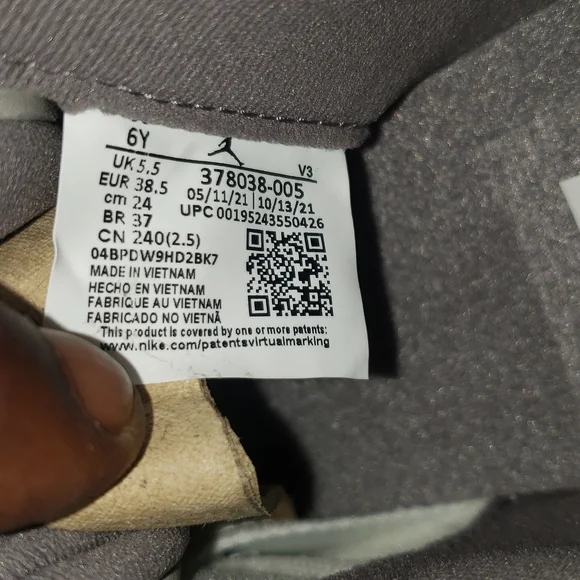 6Y
V3
UK 5.5 378038-005
EUR 38.5 05/11/21 10/13/21
cm 24 UPC 00195243550426
BR 37
CN 240(2.5)
04BPDW9HD2BK7
MADE IN VIETNAM
HECHO EN VIETNAM
FABRIQUE AU VIETNAM
FABRICADO NO VIETNÃ
This product is covered by one or more patents:
www.nike.com/patentsvirtualmarking